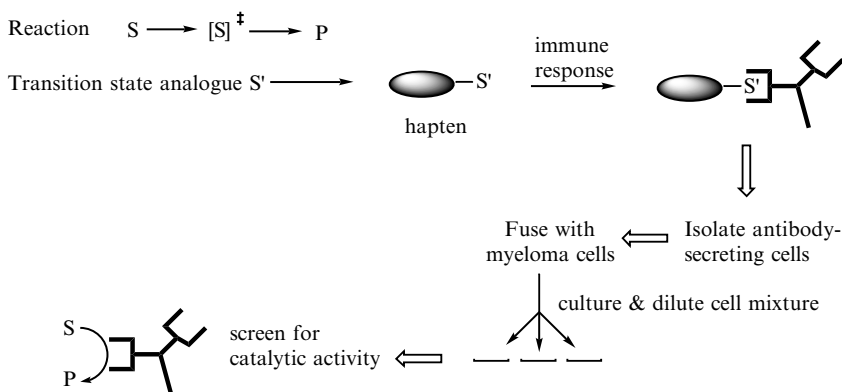 Reaction S [S]‡ P
Transition state analogue S' S'
hapten
immune
response
S'
Isolate antibody-
secreting cells
Fuse with
myeloma cells
culture & dilute cell mixture
screen for
catalytic activity
S
P